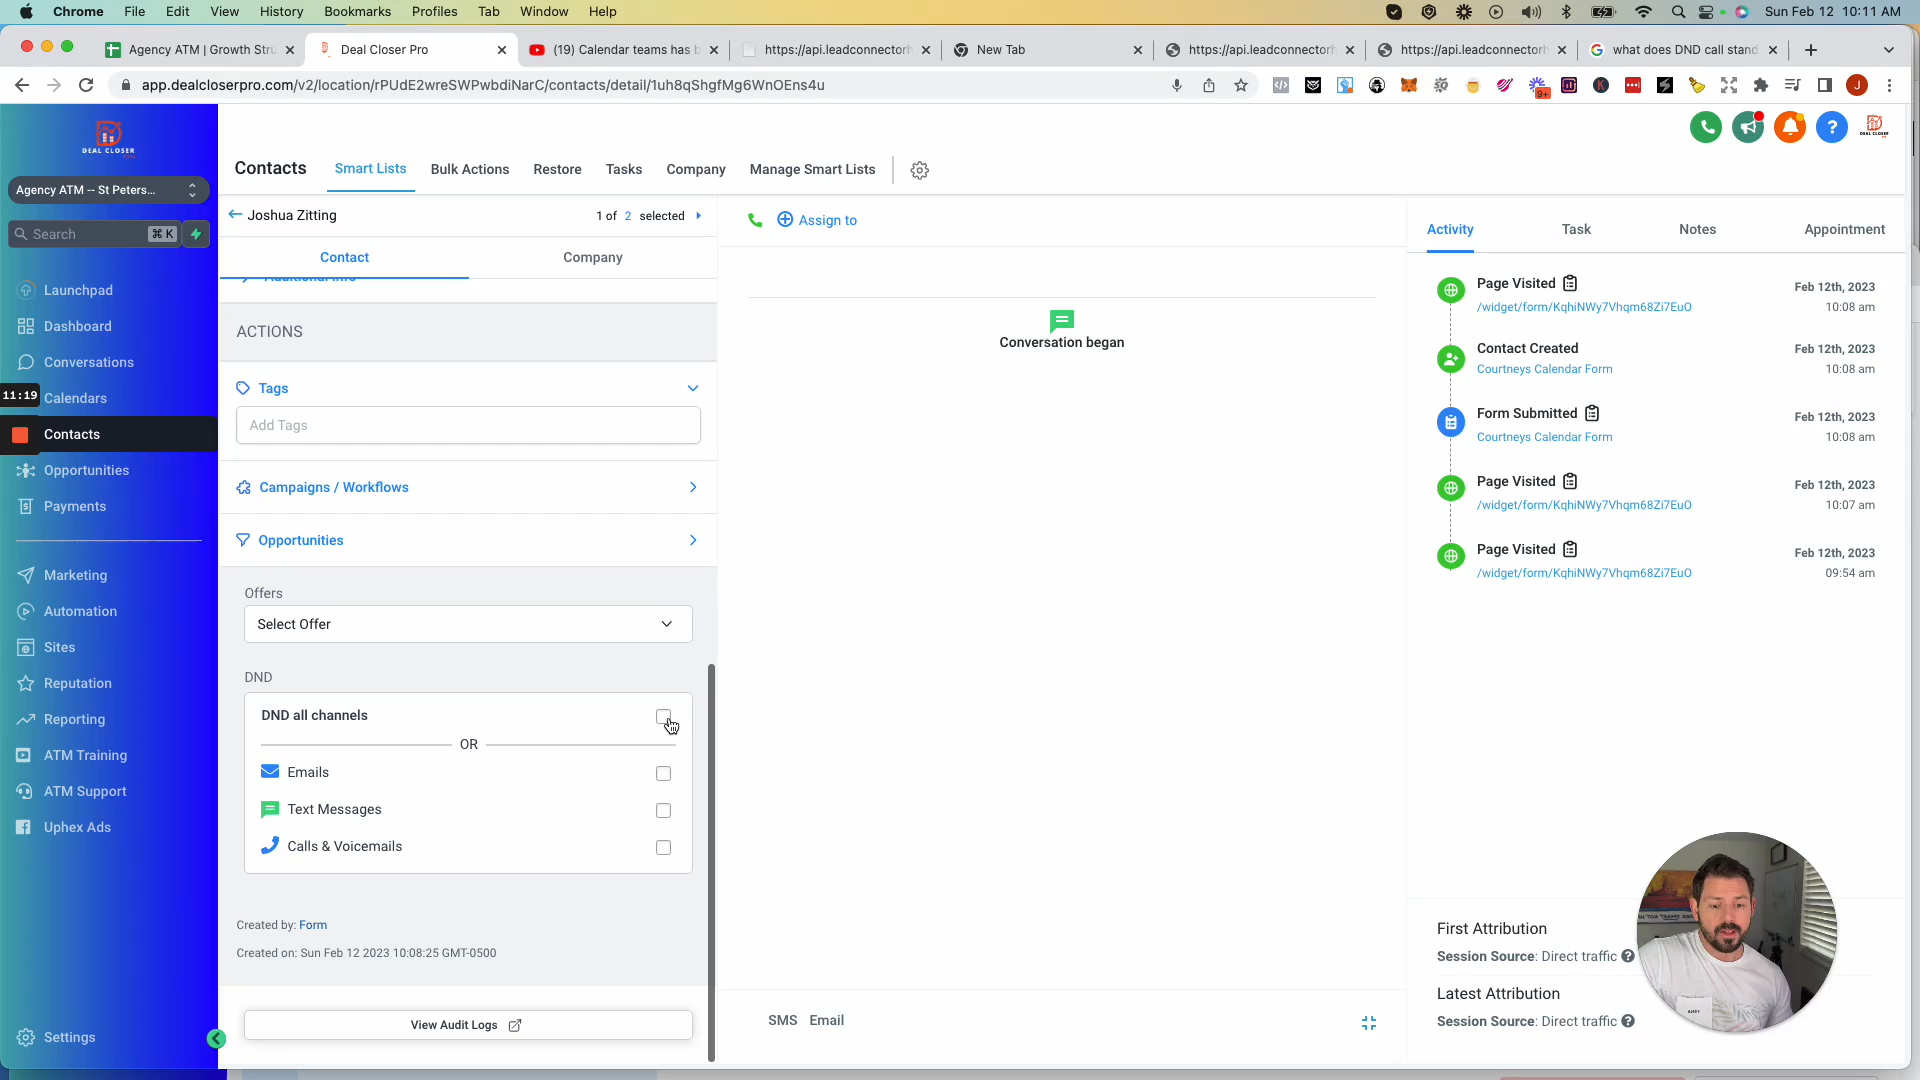 Chrome File Edit View History Bookmarks Profiles Tab Window Help
Sun Feb 12 10:11 AM
Agency ATM | Growth Stru
Deal Closer Pro
(19) Calendar teams has b
https://api.leadconnectorh
New Tab
https://api.leadconnectorh
https://api.leadconnectorh
what does DND call stand
app.dealcloserpro.com/v2/location/rPUdE2wreSWPwbdiNarC/contacts/detail/1uh8qShgfMg6WnOEns4u
9+
J
DEAL CLOSER
Agency ATM -- St Peters...
Search
⌘ K
Launchpad
Dashboard
Conversations
11:19
Calendars
Contacts
Opportunities
Payments
Marketing
Automation
Sites
Reputation
Reporting
ATM Training
ATM Support
Uphex Ads
Settings
Contacts
Smart Lists
Bulk Actions
Restore
Tasks
Company
Manage Smart Lists
DEAL CLOSER
Joshua Zitting
1 of 2 selected
Contact
Company
Additional Info
ACTIONS
Tags
Add Tags
Campaigns / Workflows
Opportunities
Offers
Select Offer
DND
DND all channels
OR
Emails
Text Messages
Calls & Voicemails
Created by: Form
Created on: Sun Feb 12 2023 10:08:25 GMT-0500
View Audit Logs
Assign to
Conversation began
SMS Email
Activity
Task
Notes
Appointment
Page Visited
Feb 12th, 2023
/widget/form/KqhiNWy7Vhqm68Zi7EuO
10:08 am
Contact Created
Feb 12th, 2023
Courtneys Calendar Form
10:08 am
Form Submitted
Feb 12th, 2023
Courtneys Calendar Form
10:08 am
Page Visited
Feb 12th, 2023
/widget/form/KqhiNWy7Vhqm68Zi7EuO
10:07 am
Page Visited
Feb 12th, 2023
/widget/form/KqhiNWy7Vhqm68Zi7EuO
09:54 am
First Attribution
Session Source: Direct traffic
Latest Attribution
Session Source: Direct traffic